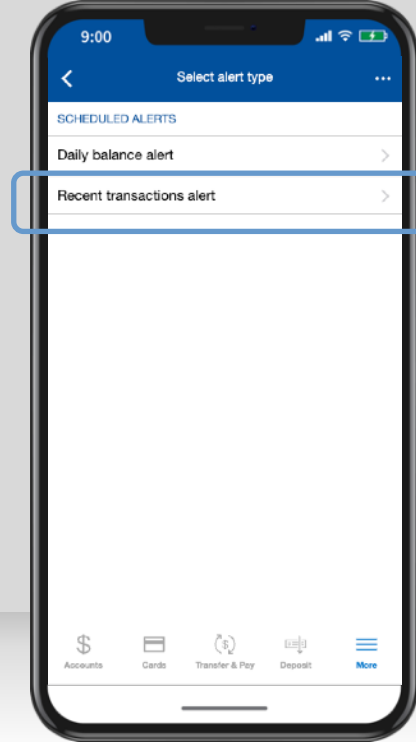 9:00
Select alert type
SCHEDULED ALERTS
Daily balance alert
Recent transactions alert
Accounts Cards Transfer & Pay Deposit More